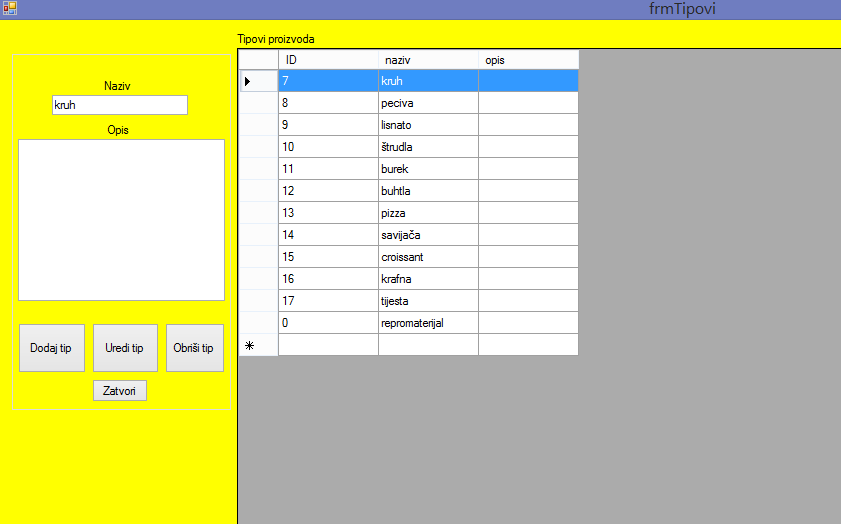 frmTipovi
Tipovi proizvoda
Naziv
kruh
Opis
Dodaj tip Uredi tip Obriši tip
Zatvori
ID naziv opis
7 kruh
8 peciva
9 lisnato
10 štrudla
11 burek
12 buhtla
13 pizza
14 savijača
15 croissant
16 krafna
17 tijesta
0 repromaterijal